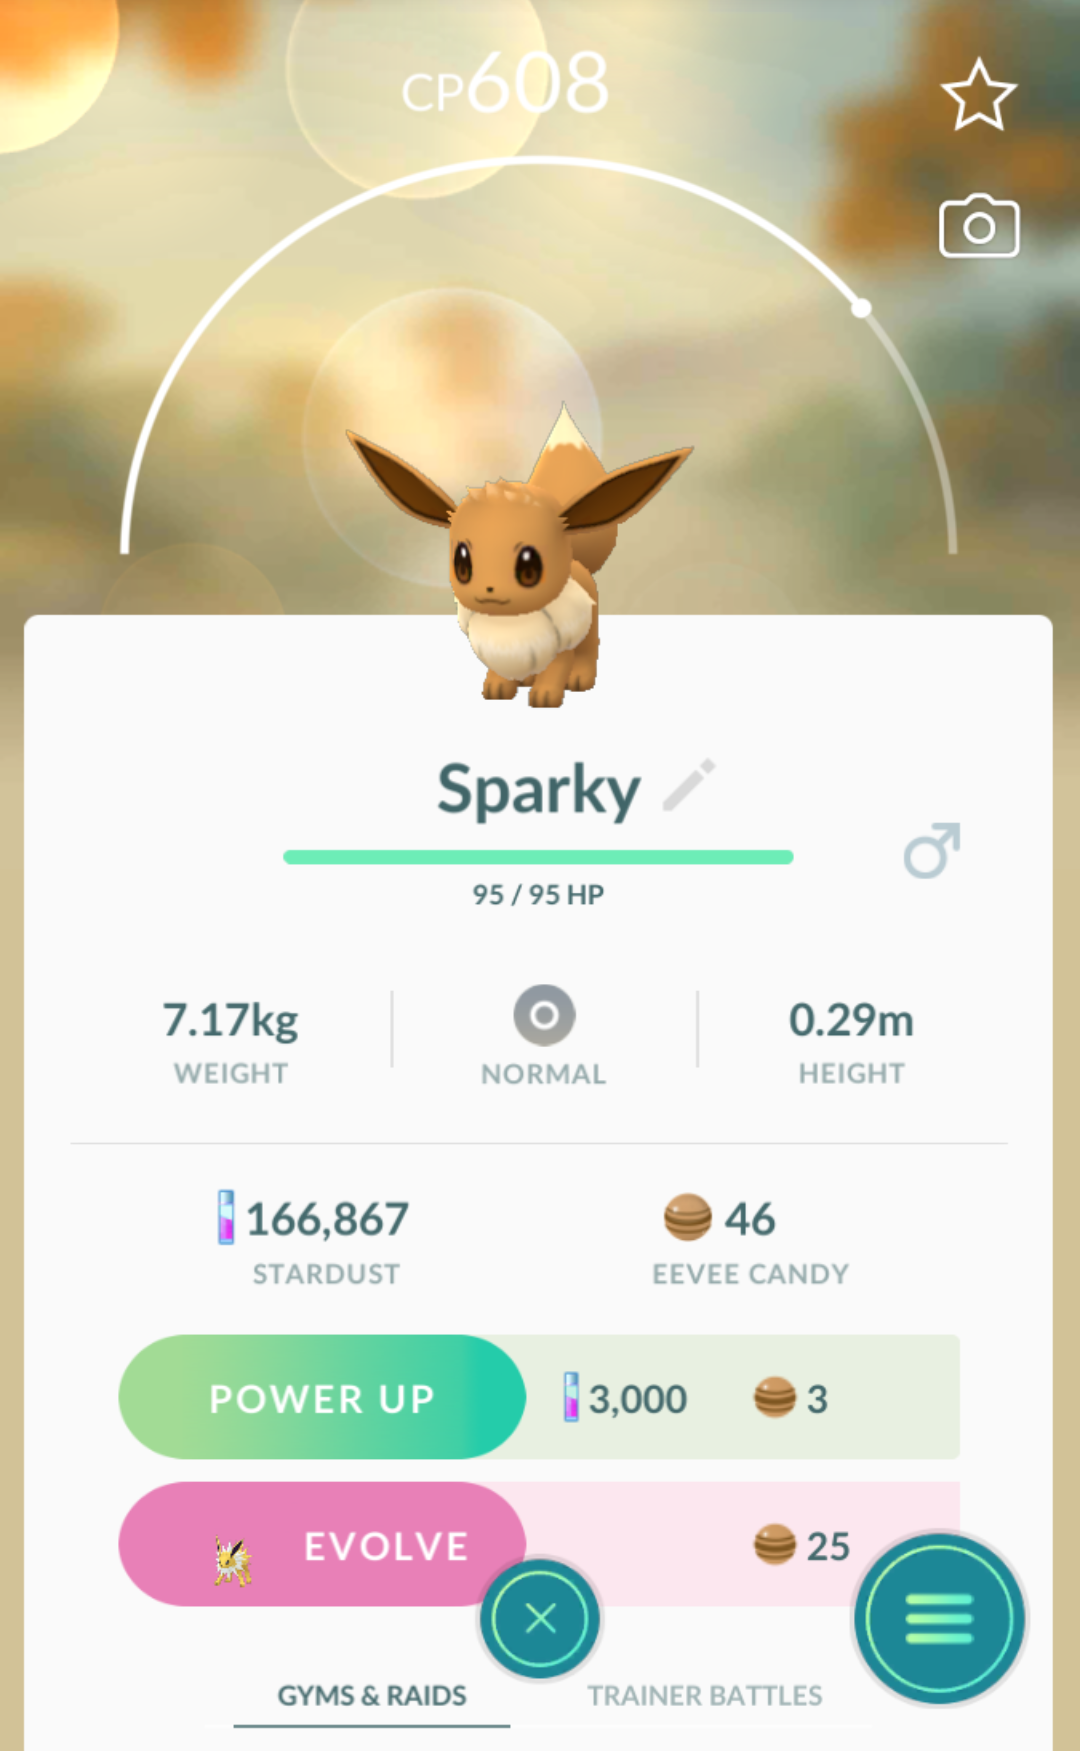 CP608
Sparky
95 / 95 HP
7.17kg
WEIGHT
NORMAL
0.29m
HEIGHT
166,867
STARDUST
46
EEVEE CANDY
POWER UP 3,000 3
EVOLVE 25
GYMS & RAIDS TRAINER BATTLES